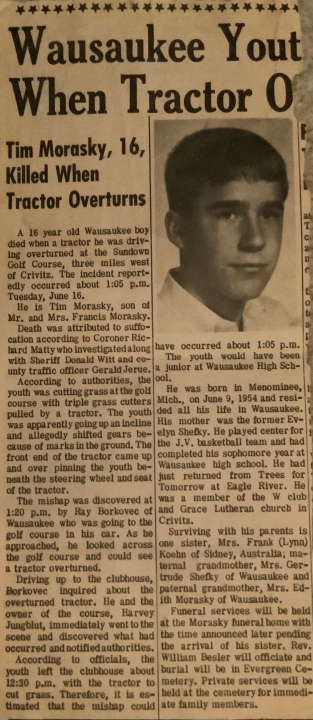 Wausaukee Yout
When Tractor O
Tim Morasky, 16,
Killed When
Tractor Overturns
A 16 year old Wausaukee boy
died when a tractor he was driv-
ing overturned at the Sundown
Golf Course, three miles west
of Crivitz. The incident report-
edly occurred about 1:05 p.m.
Tuesday, June 16.
He is Tim Morasky, son of
Mr. and Mrs. Francis Morasky.
Death was attributed to suffo-
cation according to Coroner Ric-
hard Matty who investigated along
with Sheriff Donald Witt and co-
unty traffic officer Gerald Jerue.
According to authorities, the
youth was cutting grass at the golf
course with triple grass cutters
pulled by a tractor. The youth
was apparently going up an incline
and allegedly shifted gears be-
cause of marks in the ground, The
front end of the tractor came up
and over pinning the youth be-
neath the steering wheel and seat
of the tractor.
The mishap was discovered at
1:20 p.m. by Ray Borkovec of
Wausaukee who was going to the
golf course in his car. As he
approached, he looked across
the golf course and could see
a tractor overturned.
Driving up to the clubhouse,
Borkovec inquired about the
overturned tractor. He and the
owner of the course, Harvey
Jungblut, immediately went to the
scene and discovered what had
occurred and notified authorities.
According to officials, the
youth left the clubhouse about
12:30 p.m. with the tractor to
cut grass. Therefore, it is es-
timated that the mishap could
have occurred about 1:05 p.m.
The youth would have been
a junior at Wausaukee High Sch-
ool.
He was born in Menominee,
Mich., on June 9, 1954 and resi-
ded all his life in Wausaukee.
His mother was the former Ev-
elyn Shefky. He played center for
the J.V. basketball team and had
completed his sophomore year at
Wausaukee high school. He had
just returned from Trees for
Tomorrow at Eagle River. He
was a member of the W club
and Grace Lutheran church in
Crivitz.
Surviving with his parents is
one sister, Mrs. Frank (Lynn)
Koehn of Sidney, Australia; ma-
ternal grandmother, Mrs. Ger-
trude Shefky of Wausaukee and
paternal grandmother, Mrs. Ed-
ith Morasky of Wausaukee.
Funeral services will be held
at the Morasky funeral home with
the time announced later pending
the arrival of his sister. Rev.
William Besler will officiate and
burial will be in Evergreen Ce-
metery. Private services will be
held at the cemetery for immedi-
ate family members.